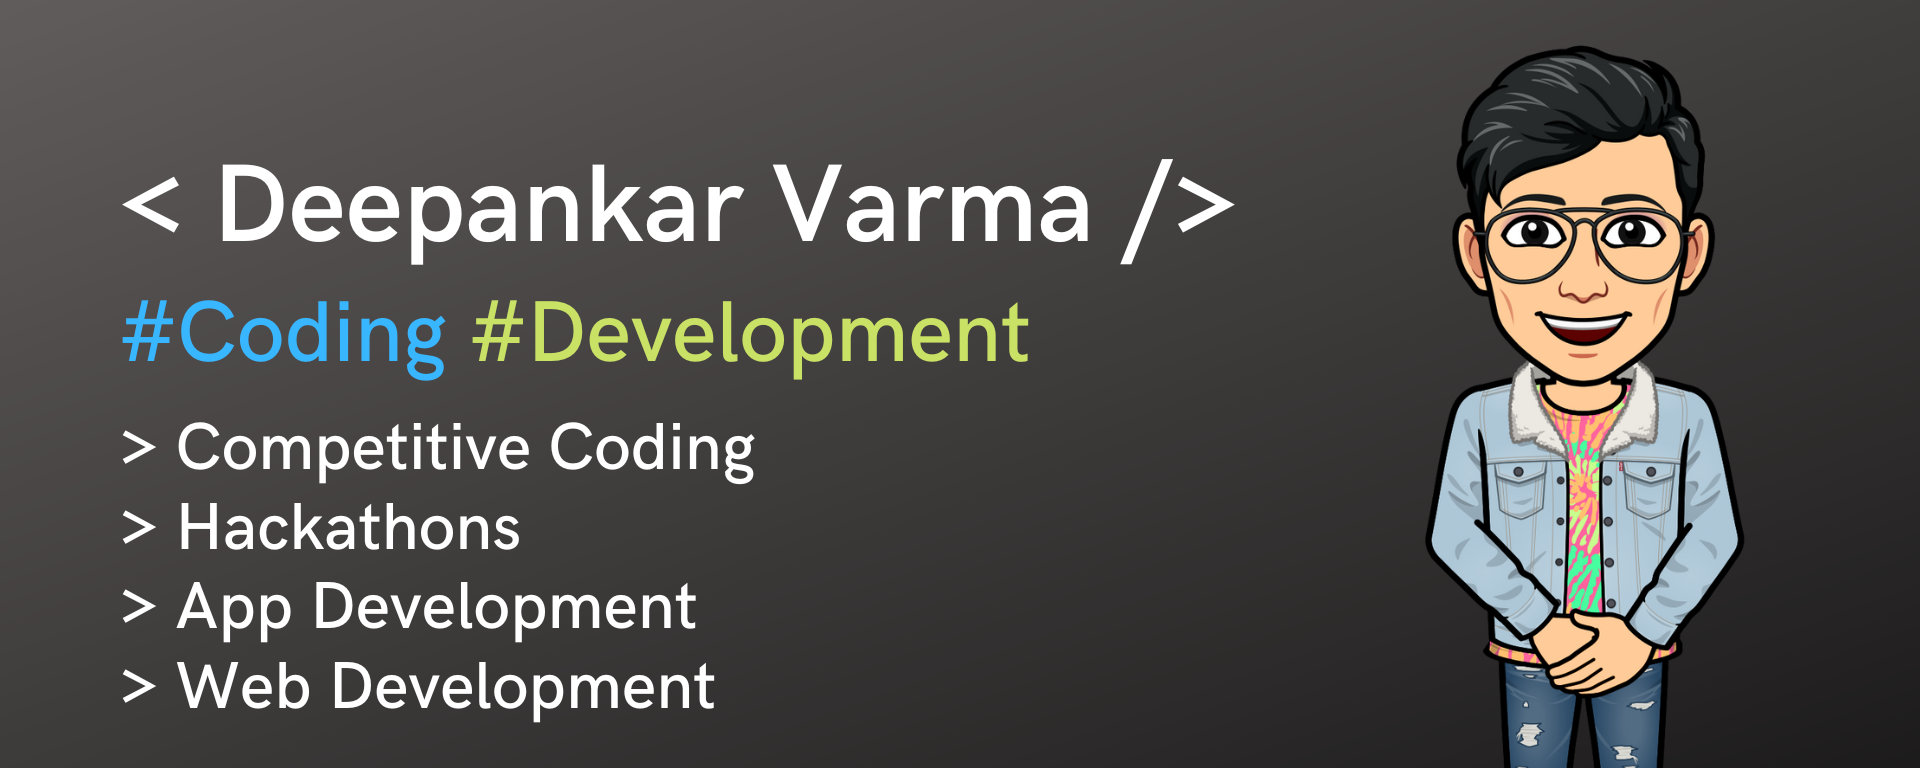 < Deepankar Varma />
#Coding #Development
> Competitive Coding
> Hackathons
> App Development
> Web Development